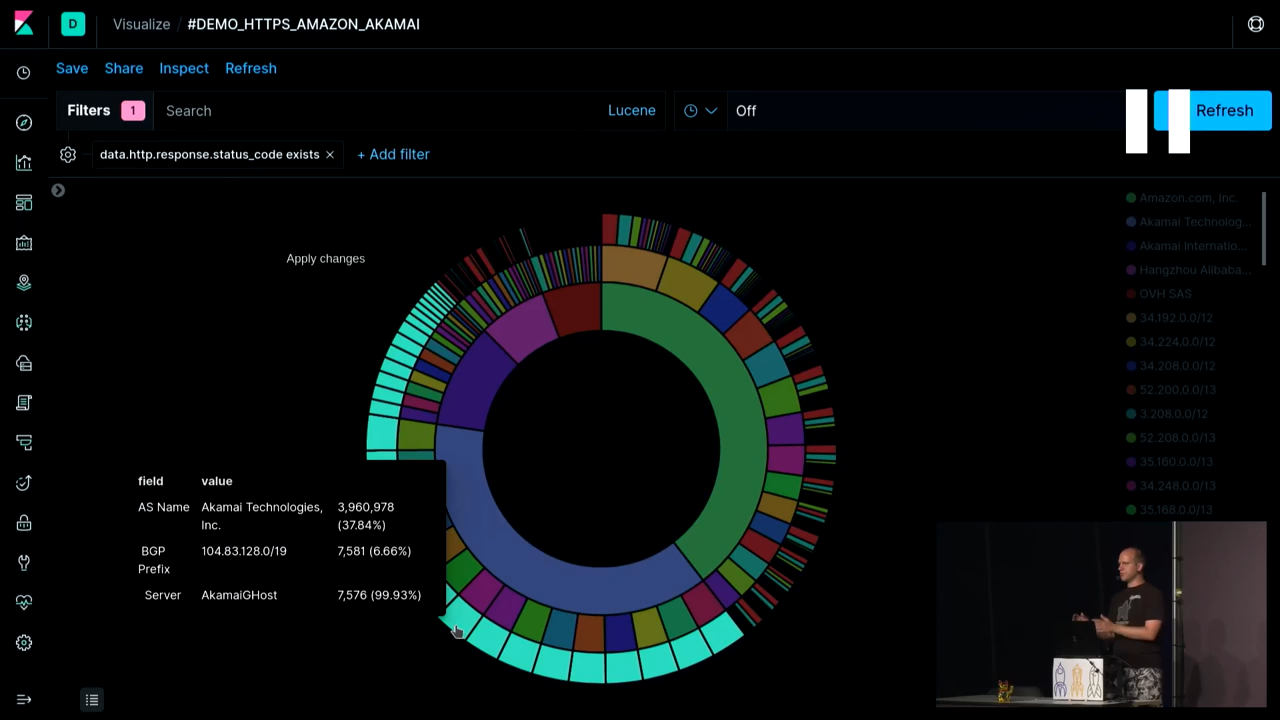 D
Visualize / #DEMO_HTTPS_AMAZON_AKAMAI
Save Share Inspect Refresh
Filters 1 Search Lucene Off Refresh
data.http.response.status_code exists × + Add filter
Apply changes
Amazon.com, Inc.
Akamai Technolog...
Akamai Internatio...
Hangzhou Alibaba...
OVH SAS
34.192.0.0/12
34.224.0.0/12
34.208.0.0/12
52.200.0.0/13
3.208.0.0/12
52.208.0.0/13
35.160.0.0/13
34.248.0.0/13
35.168.0.0/13
field value
AS Name Akamai Technologies, 3,960,978
Inc. (37.84%)
BGP 104.83.128.0/19 7,581 (6.66%)
Prefix
Server AkamaiGHost 7,576 (99.93%)